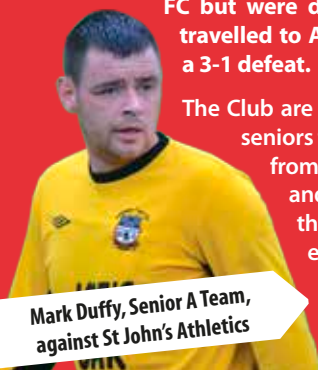 FC but were
travelled to
a 3-1 defeat.
The Club are
seniors
from
and
Mark Duffy, Senior A Team,
against St John's Athletics